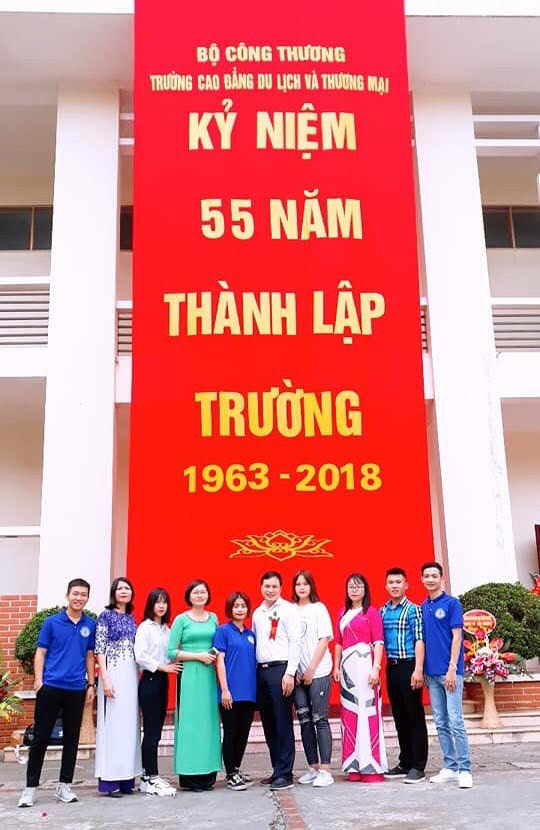 BỘ CÔNG THƯƠNG
TRƯỜNG CAO ĐẲNG DU LỊCH VÀ THƯƠNG MẠI
KỶ NIỆM
55 NĂM
THÀNH LẬP
TRƯỜNG
1963 - 2018